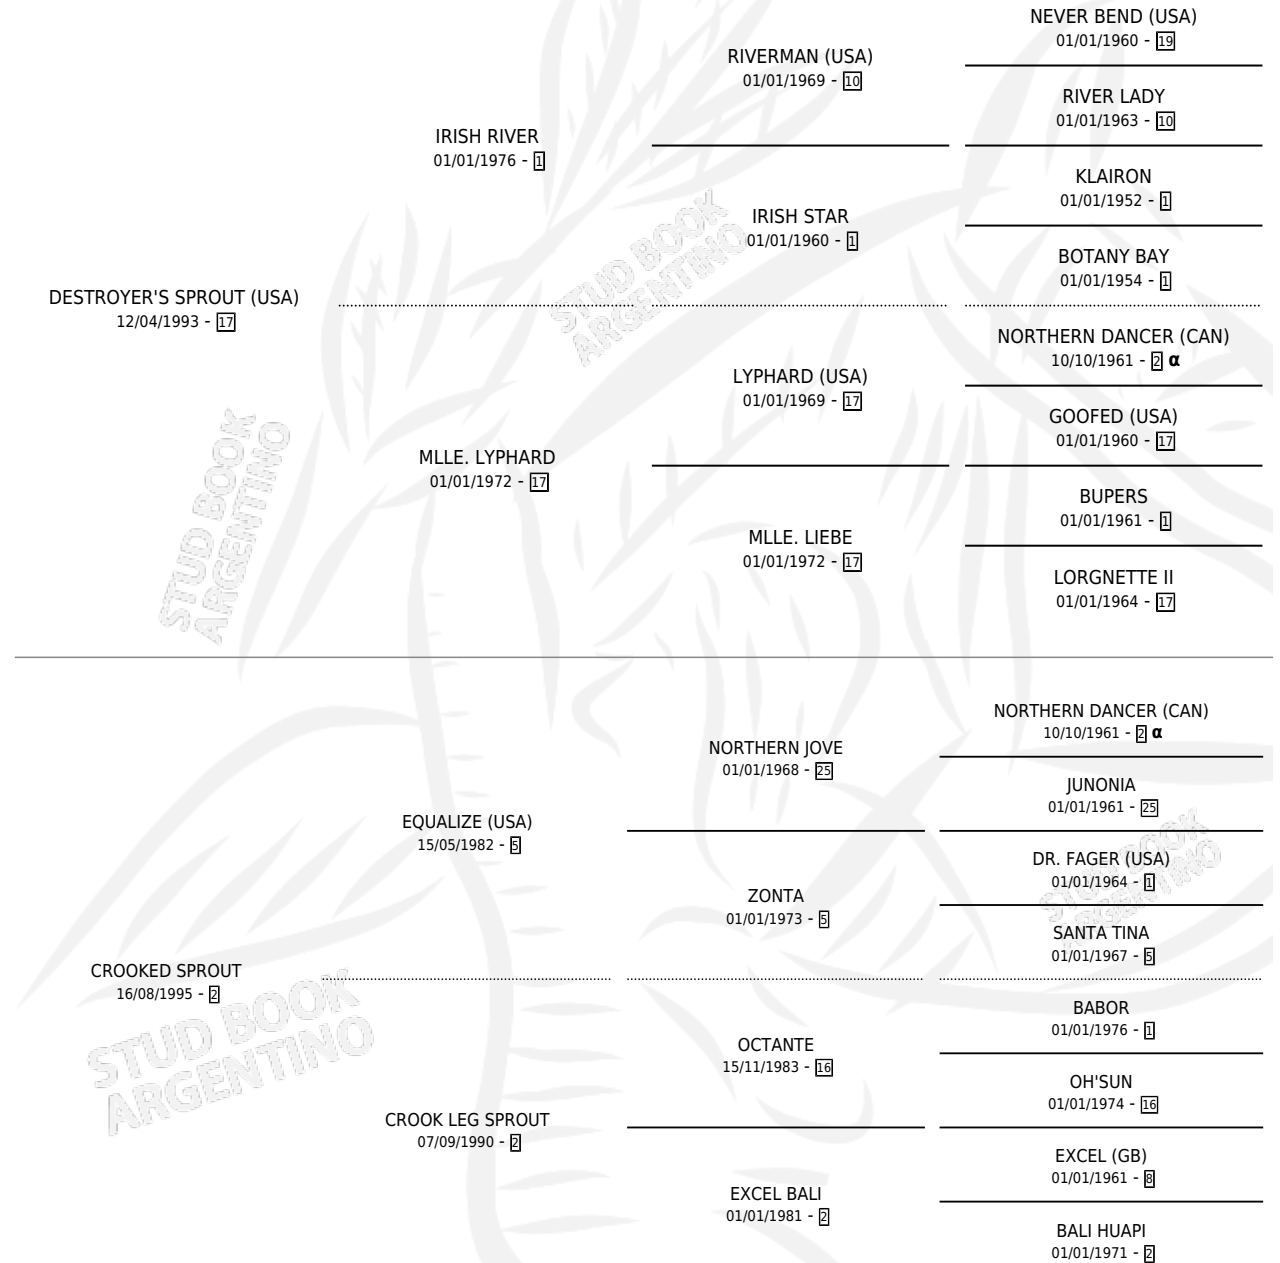 NEVER BEND (USA)
01/01/1960 - 19
RIVERMAN (USA)
01/01/1969 - 10
RIVER LADY
01/01/1963 - 10
IRISH RIVER
01/01/1976 - 1
KLAIRON
01/01/1952 - 1
IRISH STAR
01/01/1960 - 1
BOTANY BAY
01/01/1954 - 1
DESTROYER'S SPROUT (USA)
12/04/1993 - 17
NORTHERN DANCER (CAN)
10/10/1961 - 2 α
LYPHARD (USA)
01/01/1969 - 17
GOOFED (USA)
01/01/1960 - 17
MLLE. LYPHARD
01/01/1972 - 17
BUPERS
01/01/1961 - 1
MLLE. LIEBE
01/01/1972 - 17
LORGNETTE II
01/01/1964 - 17
STUD BOOK
ARGENTINO
STUD BOOK
ARGENTINO
NORTHERN DANCER (CAN)
10/10/1961 - 2 α
NORTHERN JOVE
01/01/1968 - 25
JUNONIA
01/01/1961 - 25
EQUALIZE (USA)
15/05/1982 - 5
DR. FAGER (USA)
01/01/1964 - 1
ZONTA
01/01/1973 - 5
SANTA TINA
01/01/1967 - 5
CROOKED SPROUT
16/08/1995 - 2
BABOR
01/01/1976 - 1
OCTANTE
15/11/1983 - 16
OH'SUN
01/01/1974 - 16
CROOK LEG SPROUT
07/09/1990 - 2
EXCEL (GB)
01/01/1961 - 8
EXCEL BALI
01/01/1981 - 2
BALI HUAPI
01/01/1971 - 2
STUD BOOK
ARGENTINO
STUD BOOK
ARGENTINO